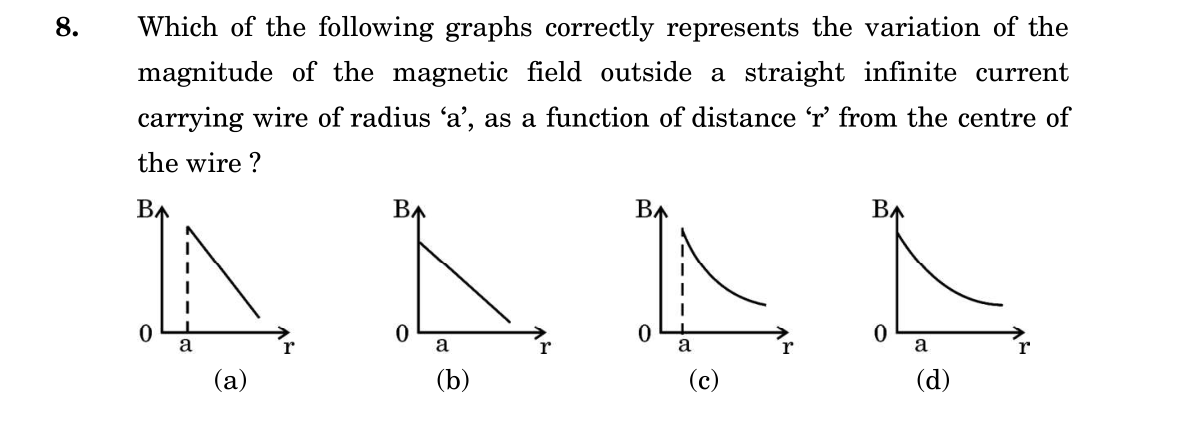 8. Which of the following graphs correctly represents the variation of the
magnitude of the magnetic field outside a straight infinite current
carrying wire of radius ‘a’, as a function of distance ‘r’ from the centre of
the wire ?
B B B B
0 a r 0 a r 0 a r 0 a r
(a) (b) (c) (d)